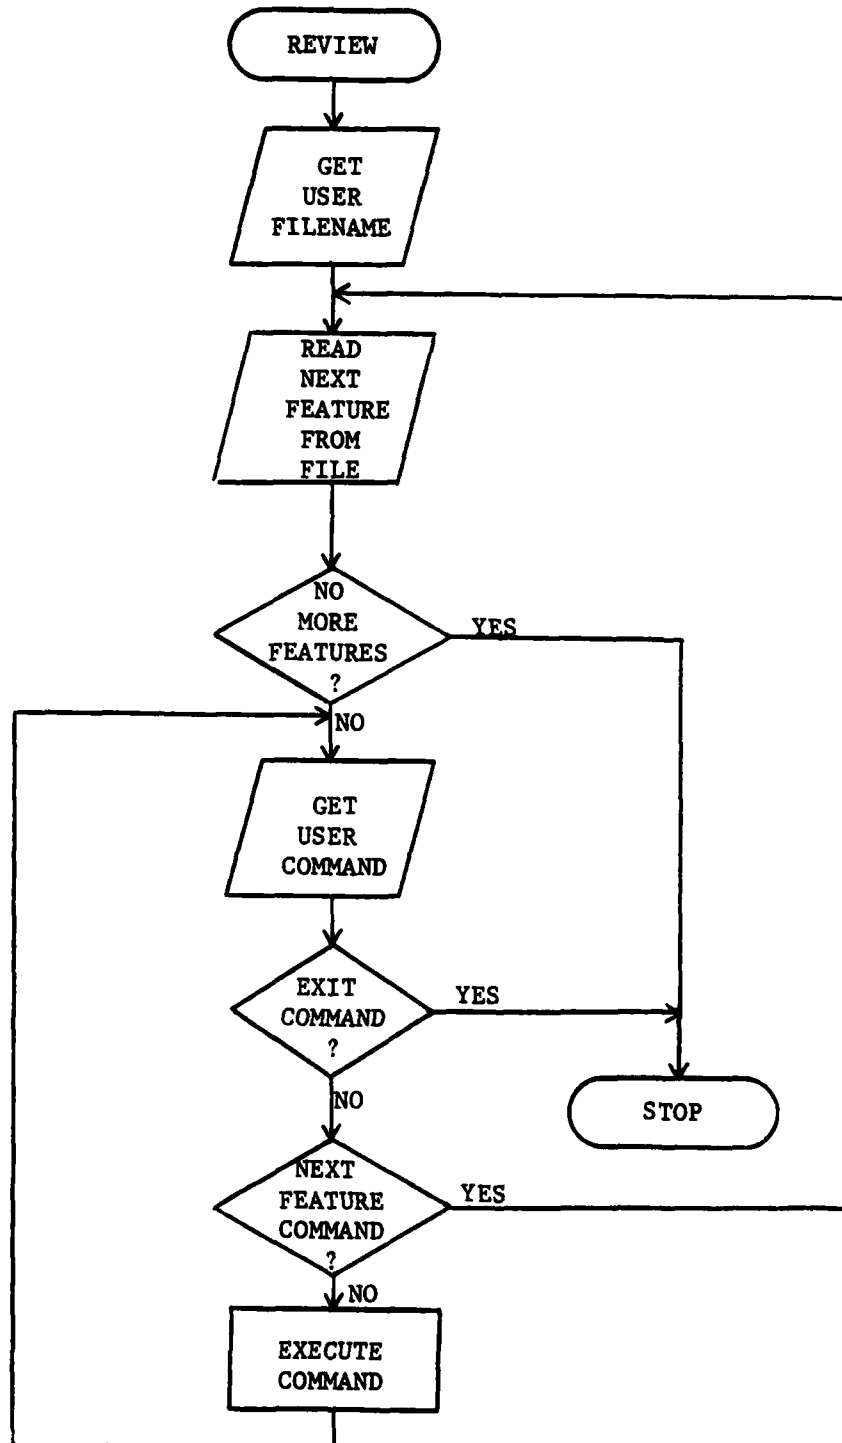 REVIEW
GET
USER
FILENAME
READ
NEXT
FEATURE
FROM
FILE
NO
MORE
FEATURES
?
YES
NO
GET
USER
COMMAND
EXIT
COMMAND
?
YES
NO
STOP
NEXT
FEATURE
COMMAND
?
YES
NO
EXECUTE
COMMAND